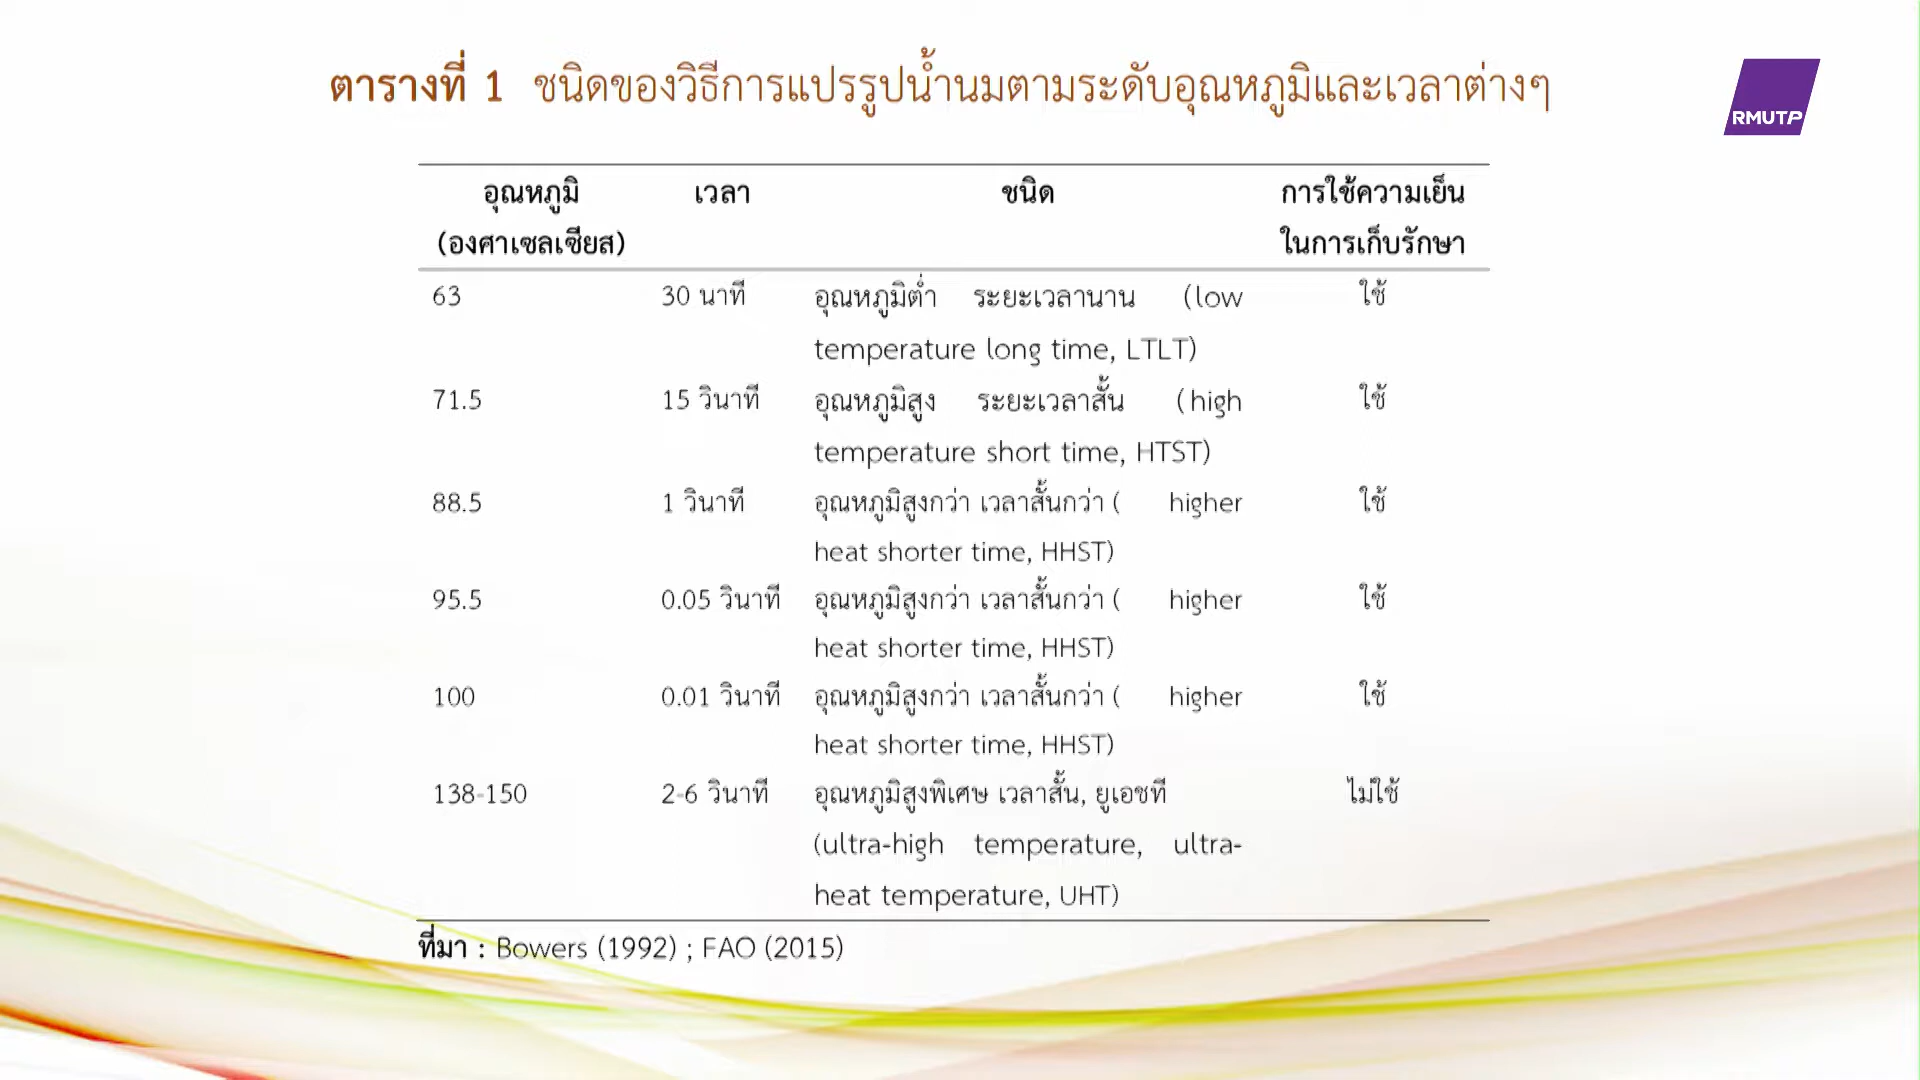 ตารางที่ 1 ชนิดของวิธีการแปรรูปน้ำนมตามระดับอุณหภูมิและเวลาต่างๆ
RMUTP
อุณหภูมิ เวลา ชนิด การใช้ความเย็น
(องศาเซลเซียส) ในการเก็บรักษา
63 30 นาที อุณหภูมิต่ำ ระยะเวลานาน (low ใช้
temperature long time, LTLT)
71.5 15 วินาที อุณหภูมิสูง ระยะเวลาสั้น (high ใช้
temperature short time, HTST)
88.5 1 วินาที อุณหภูมิสูงกว่า เวลาสั้นกว่า ( higher ใช้
heat shorter time, HHST)
95.5 0.05 วินาที อุณหภูมิสูงกว่า เวลาสั้นกว่า ( higher ใช้
heat shorter time, HHST)
100 0.01 วินาที อุณหภูมิสูงกว่า เวลาสั้นกว่า ( higher ใช้
heat shorter time, HHST)
138-150 2-6 วินาที อุณหภูมิสูงพิเศษ เวลาสั้น, ยูเอชที ไม่ใช้
(ultra-high temperature, ultra-
heat temperature, UHT)
ที่มา : Bowers (1992) ; FAO (2015)